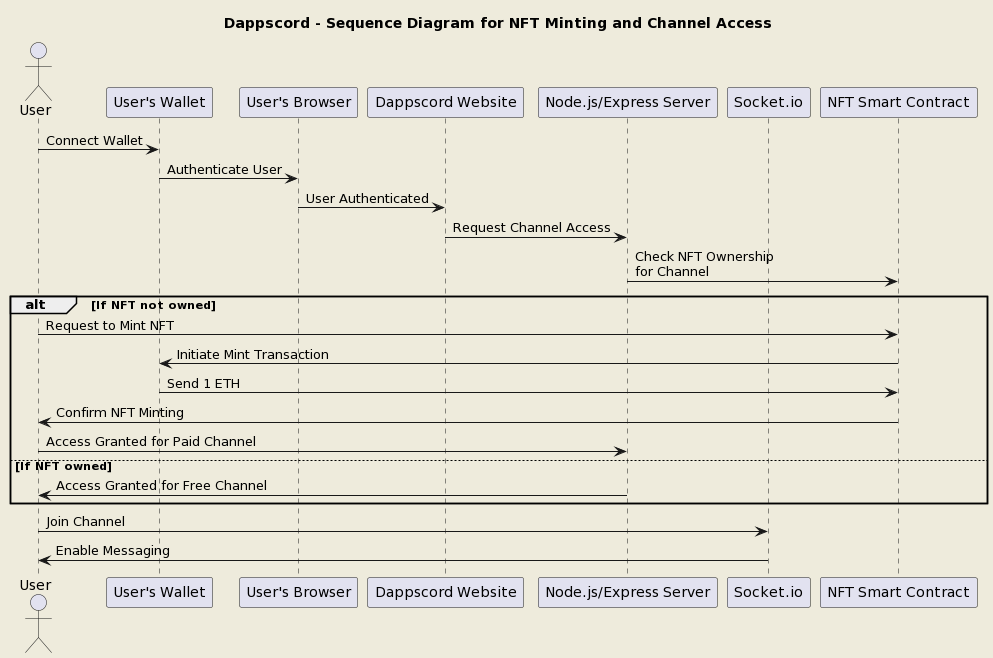 Dappscord - Sequence Diagram for NFT Minting and Channel Access
User
User's Wallet
User's Browser
Dappscord Website
Node.js/Express Server
Socket.io
NFT Smart Contract
Connect Wallet
Authenticate User
User Authenticated
Request Channel Access
Check NFT Ownership
for Channel
alt [If NFT not owned]
Request to Mint NFT
Initiate Mint Transaction
Send 1 ETH
Confirm NFT Minting
Access Granted for Paid Channel
[If NFT owned]
Access Granted for Free Channel
Join Channel
Enable Messaging
User
User's Wallet
User's Browser
Dappscord Website
Node.js/Express Server
Socket.io
NFT Smart Contract